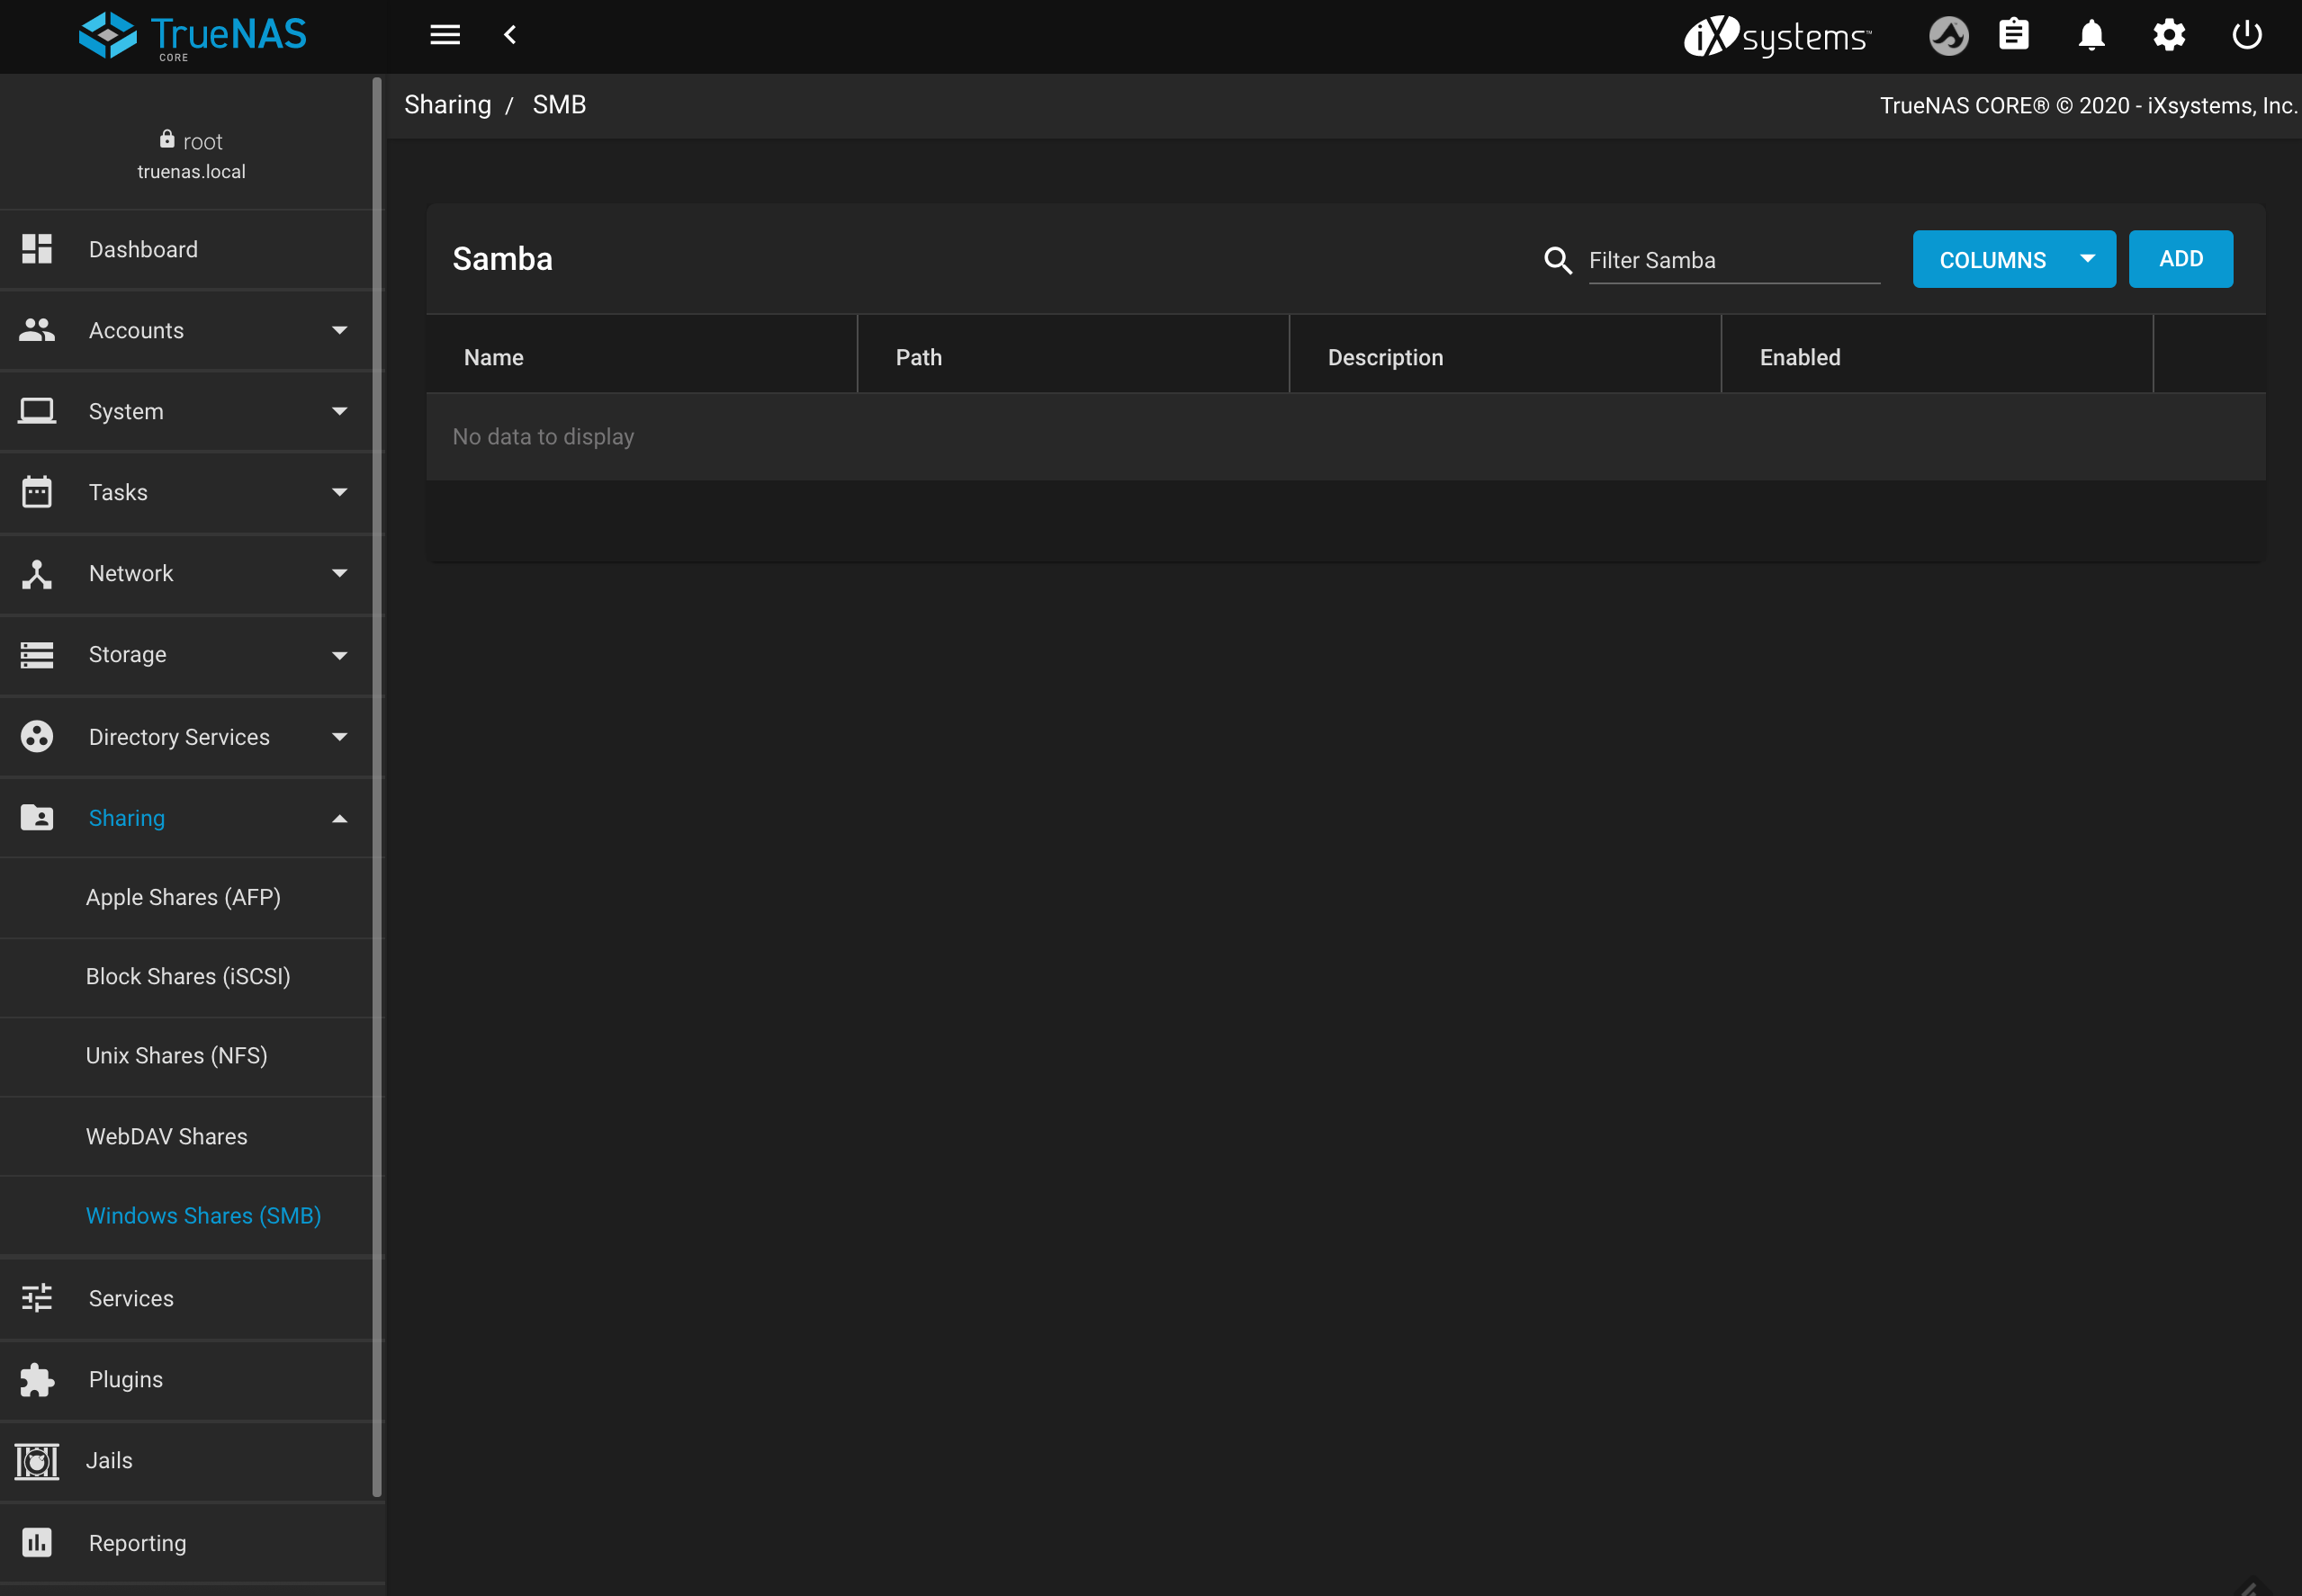 TrueNAS
CORE
iXsystems™
Sharing / SMB
TrueNAS CORE® © 2020 - iXsystems, Inc.
root
truenas.local
Dashboard
Accounts
System
Tasks
Network
Storage
Directory Services
Sharing
Apple Shares (AFP)
Block Shares (iSCSI)
Unix Shares (NFS)
WebDAV Shares
Windows Shares (SMB)
Services
Plugins
Jails
Reporting
Samba
Filter Samba
COLUMNS
ADD
Name
Path
Description
Enabled
No data to display